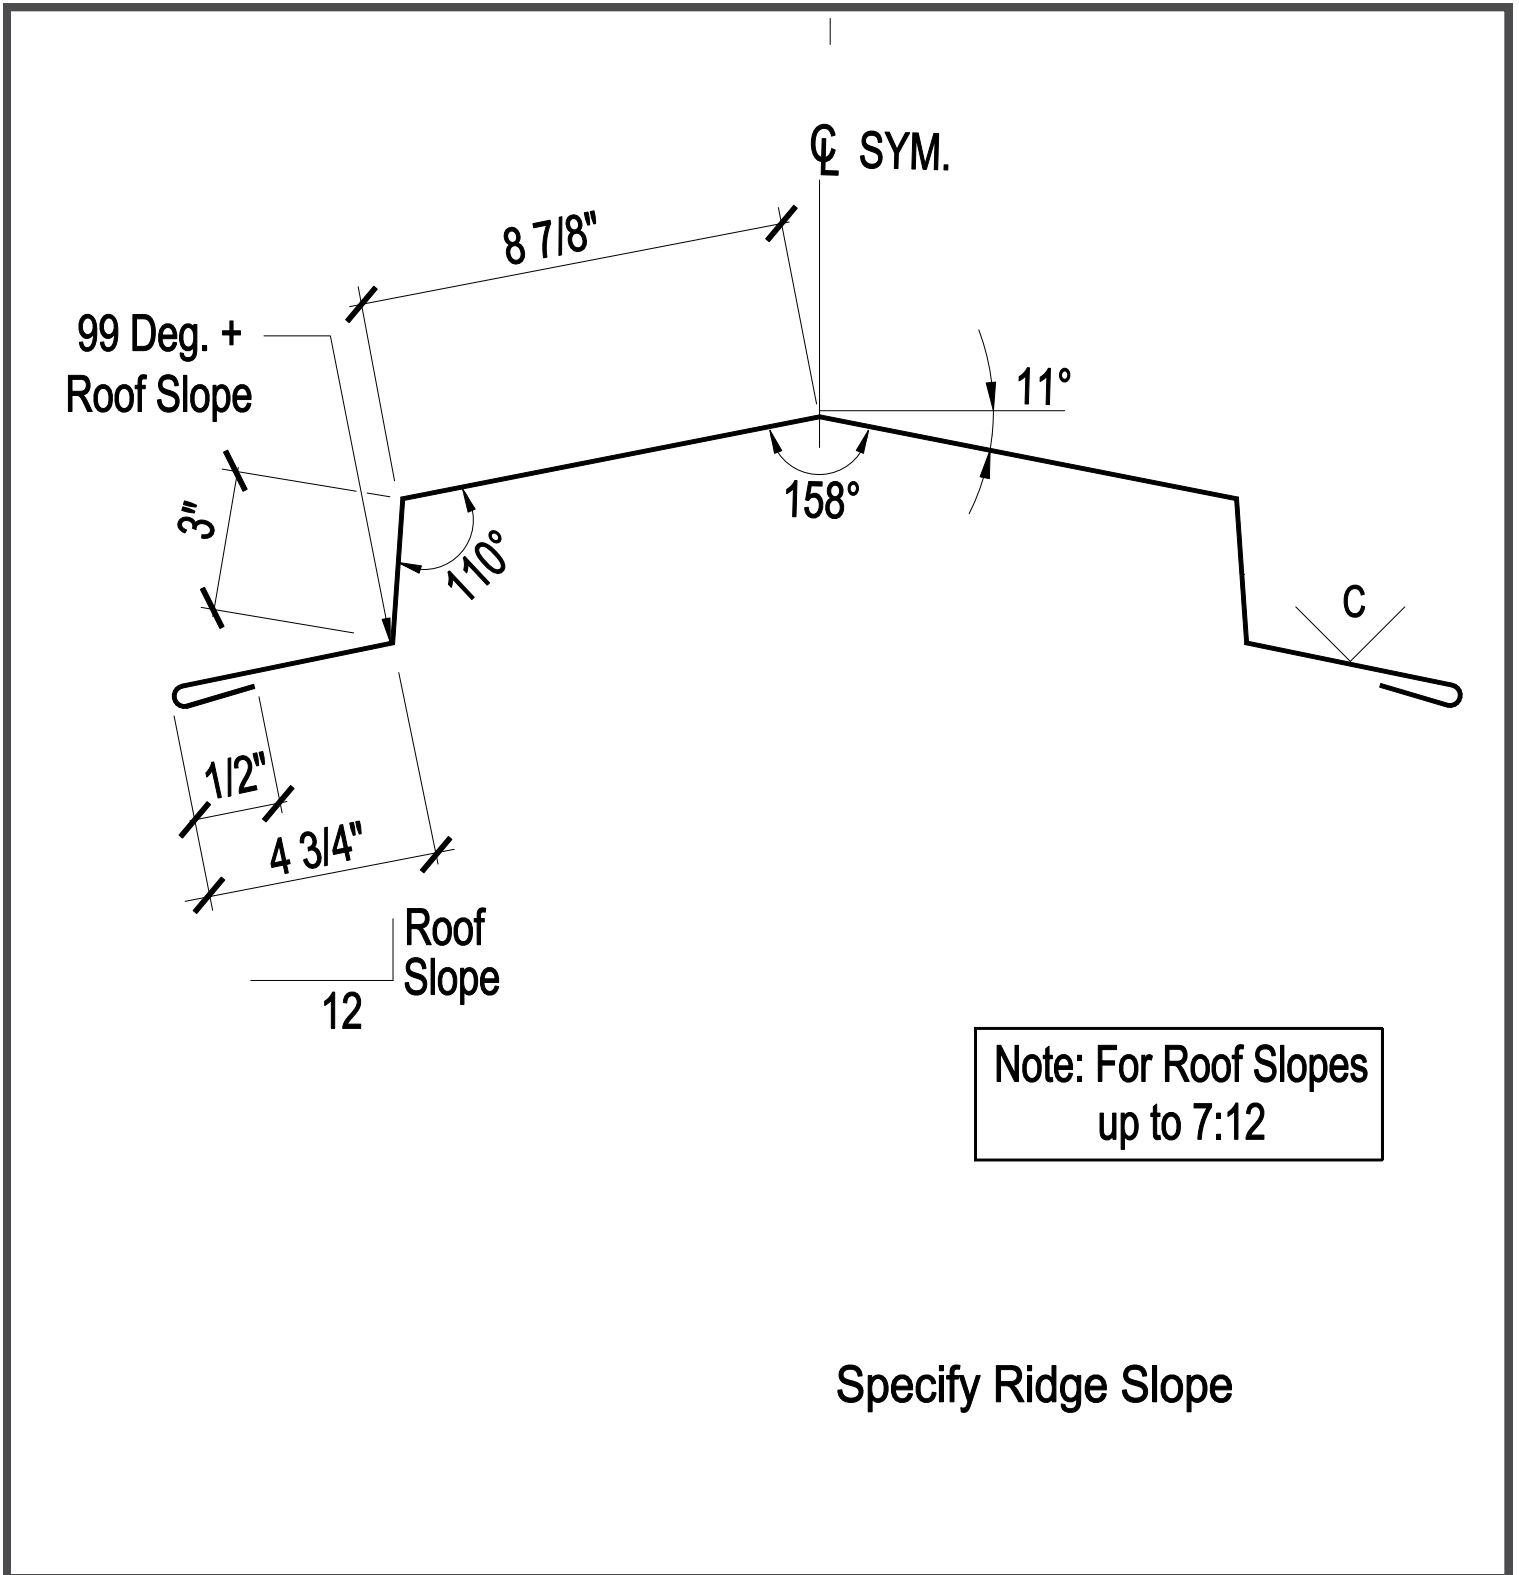 ℄ SYM.
8 7/8"
99 Deg. +
Roof Slope
11°
158°
3"
110°
C
1/2"
4 3/4"
Roof
Slope
12
Note: For Roof Slopes
up to 7:12
Specify Ridge Slope